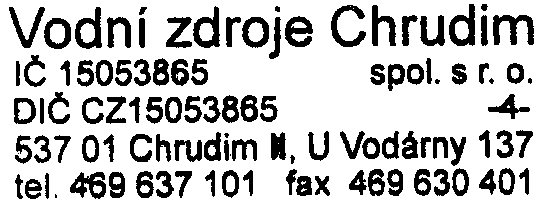 Vodní zdroje Chrudim
IČ 15053865 spol. s r. o.
DIČ CZ15053865 -4-
537 01 Chrudim II, U Vodárny 137
tel. 469 637 101 fax 469 630 401